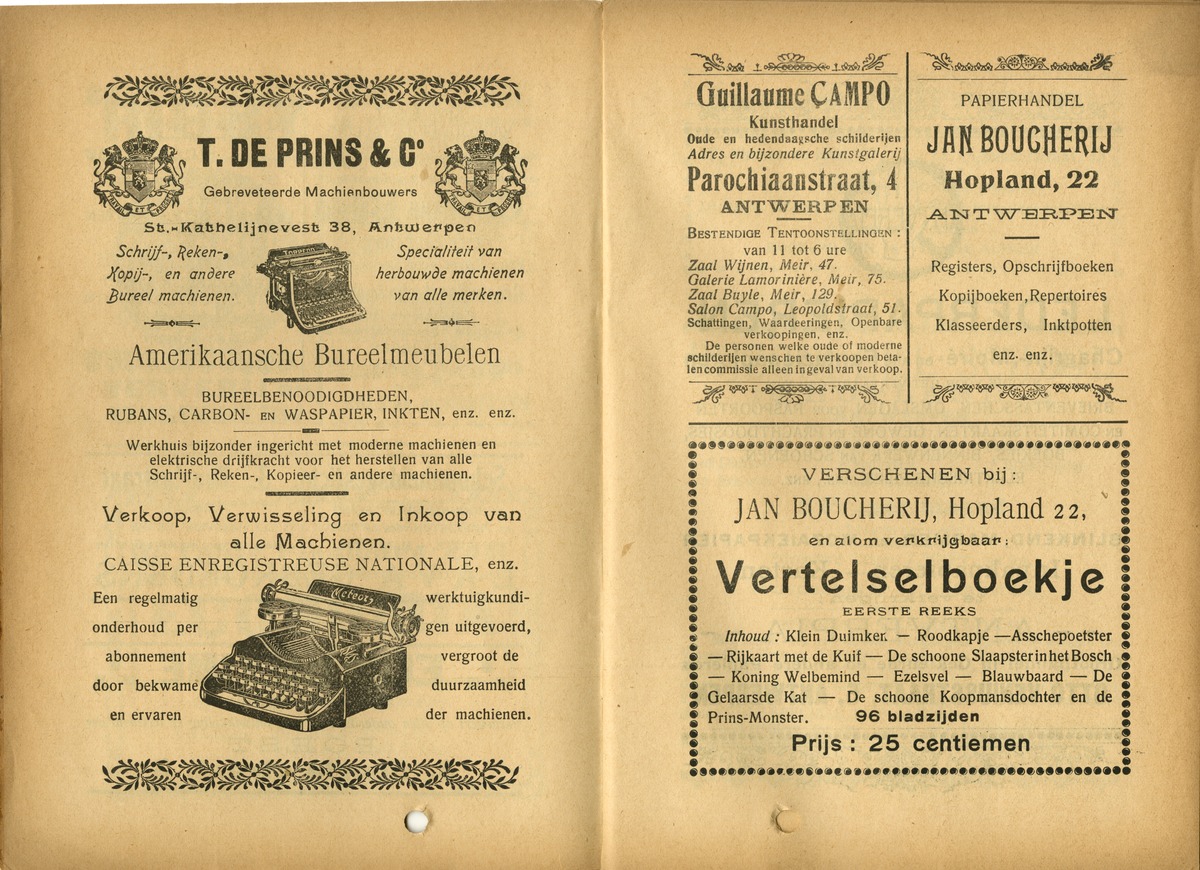 T. DE PRINS & Cº
Gebreveteerde Machienbouwers
St.-Kathelijnevest 38, Antwerpen
Schrijf-, Reken-,
Kopij-, en andere
Bureel machienen.
Specialiteit van
herbouwde machienen
van alle merken.
Amerikaansche Bureelmeubelen
BUREELBENOODIGDHEDEN,
RUBANS, CARBON- EN WASPAPIER, INKTEN, enz. enz.
Werkhuis bijzonder ingericht met moderne machienen en
elektrische drijfkracht voor het herstellen van alle
Schrijf-, Reken-, Kopieer- en andere machienen.
Verkoop, Verwisseling en Inkoop van
alle Machienen.
CAISSE ENREGISTREUSE NATIONALE, enz.
Meteor
Een regelmatig
onderhoud per
abonnement
door bekwame
en ervaren
werktuigkundi-
gen uitgevoerd,
vergroot de
duurzaamheid
der machienen.
Guillaume CAMPO
Kunsthandel
Oude en hedendaagsche schilderijen
Adres en bijzondere Kunstgalerij
Parochiaanstraat, 4
ANTWERPEN
BESTENDIGE TENTOONSTELLINGEN :
van 11 tot 6 ure
Zaal Wijnen, Meir, 47.
Galerie Lamorinière, Meir, 75.
Zaal Buyle, Meir, 129.
Salon Campo, Leopoldstraat, 51.
Schattingen, Waardeeringen, Openbare
verkoopingen, enz.
De personen welke oude of moderne
schilderijen wenschen te verkoopen beta-
len commissie alleen in geval van verkoop.
PAPIERHANDEL
JAN BOUCHERIJ
Hopland, 22
ANTWERPEN
Registers, Opschrijfboeken
Kopijboeken, Repertoires
Klasseerders, Inktpotten
enz. enz.
VERSCHENEN bij :
JAN BOUCHERIJ, Hopland 22,
en alom verkrijgbaar :
Vertelselboekje
EERSTE REEKS
Inhoud : Klein Duimken. — Roodkapje — Asschepoetster
— Rijkaart met de Kuif — De schoone Slaapster in het Bosch
— Koning Welbemind — Ezelsvel — Blauwbaard — De
Gelaarsde Kat — De schoone Koopmansdochter en de
Prins-Monster. 96 bladzijden
Prijs : 25 centiemen